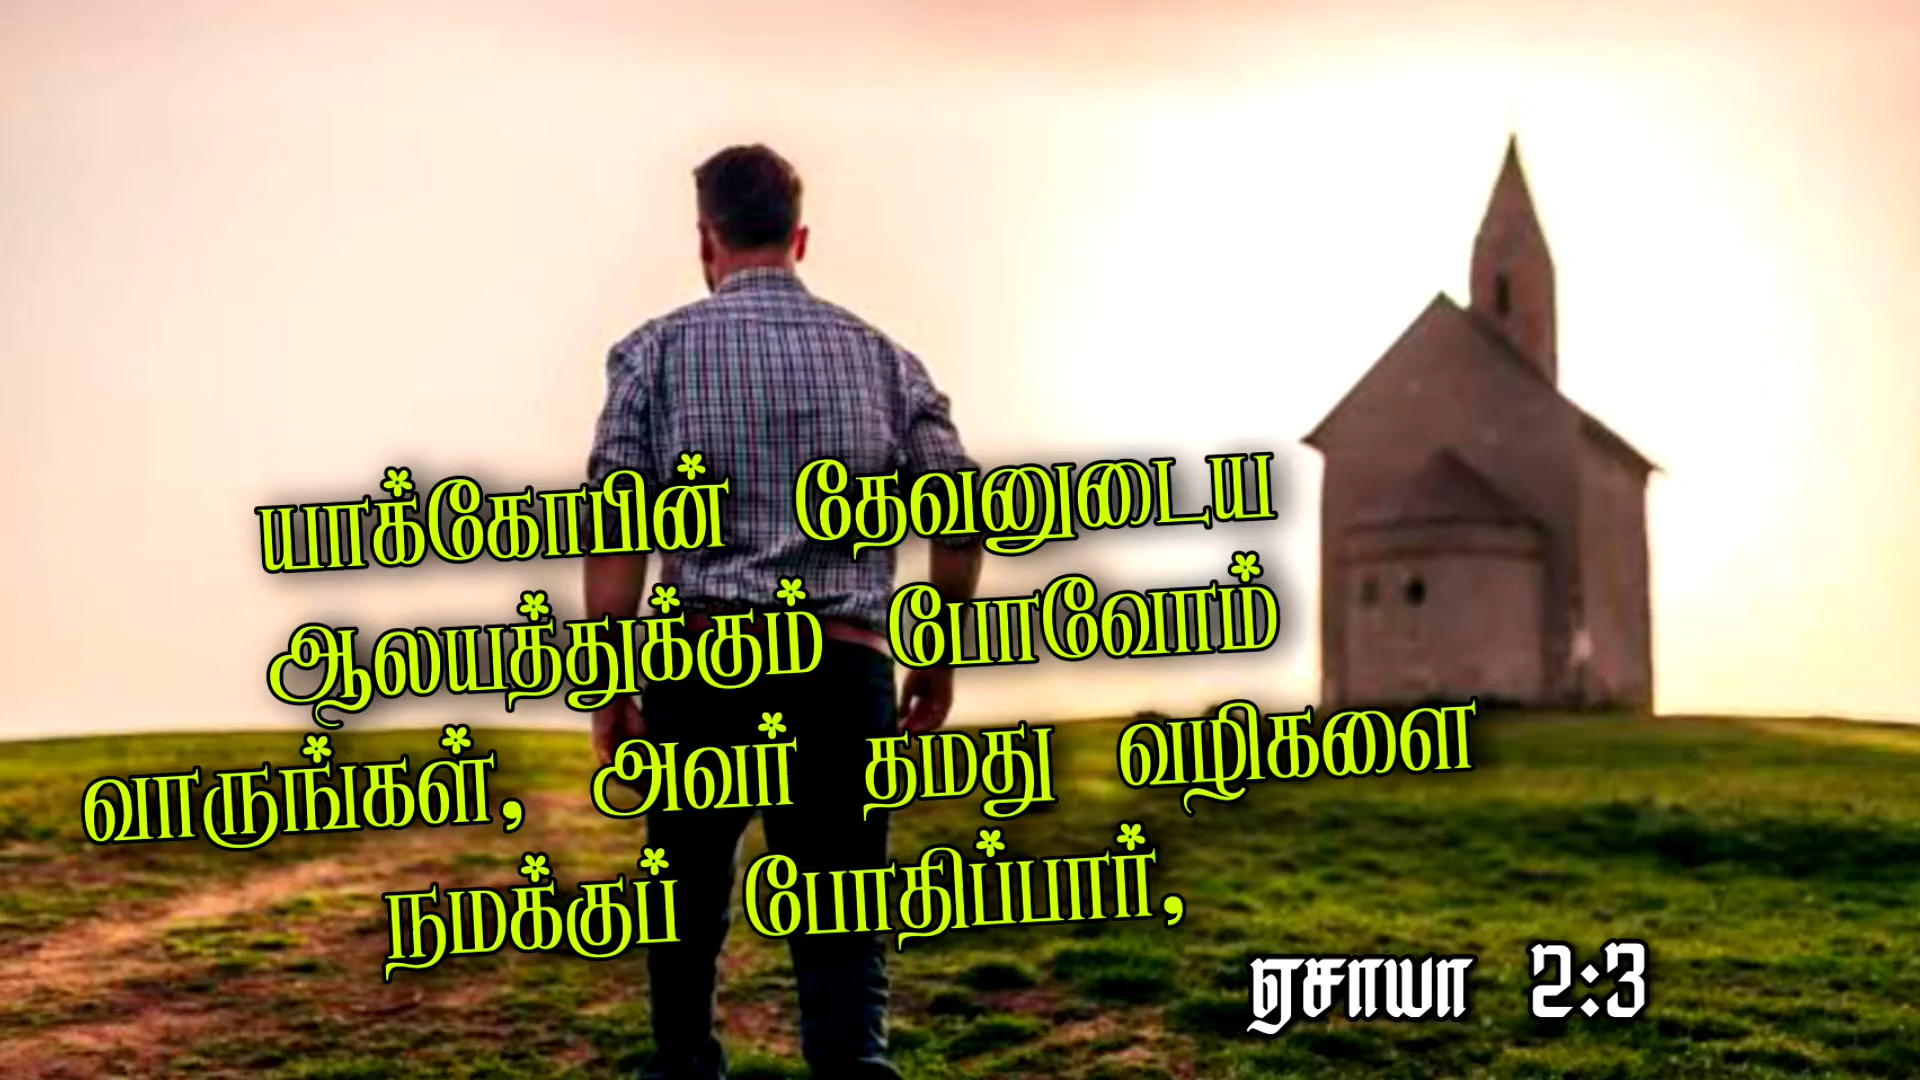 யாக்கோபின் தேவனுடைய
ஆலயத்துக்கும் போவோம்
வாருங்கள், அவர் தமது வழிகளை
நமக்குப் போதிப்பார்,
ஏசாயா 2:3